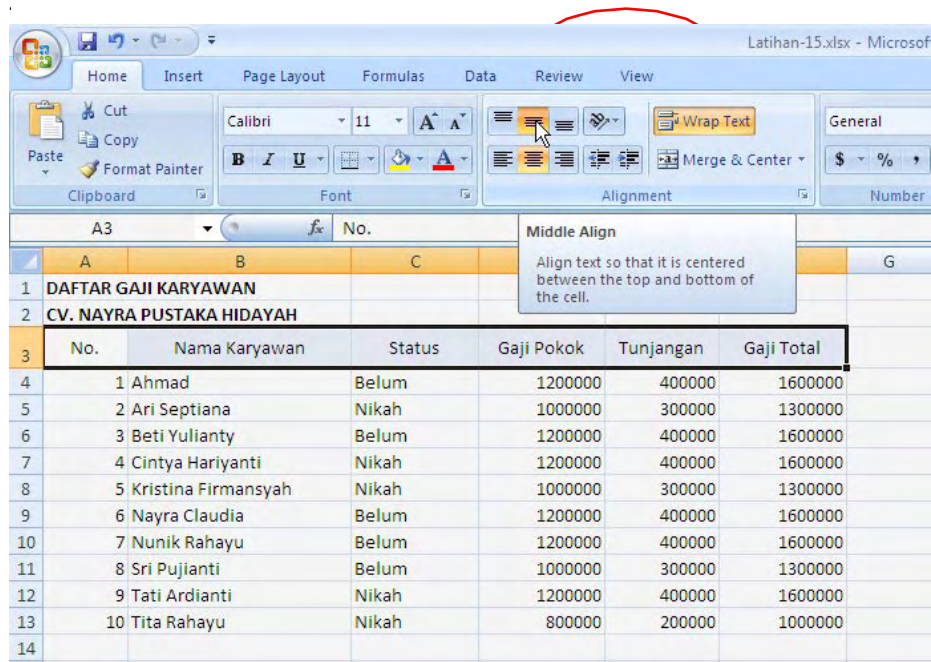 Latihan-15.xlsx - Microsof
Home Insert Page Layout Formulas Data Review View
Paste
Cut
Copy
Format Painter
Clipboard
Calibri 11 A A
B I U A
Font
Wrap Text
Merge & Center
Alignment
General
$ % ,
Number
A3 fx No.
Middle Align
Align text so that it is centered
between the top and bottom of
the cell.
A B C G
1 DAFTAR GAJI KARYAWAN
2 CV. NAYRA PUSTAKA HIDAYAH
3 No. Nama Karyawan Status Gaji Pokok Tunjangan Gaji Total
4 1 Ahmad Belum 1200000 400000 1600000
5 2 Ari Septiana Nikah 1000000 300000 1300000
6 3 Beti Yulianty Belum 1200000 400000 1600000
7 4 Cintya Hariyanti Nikah 1200000 400000 1600000
8 5 Kristina Firmansyah Nikah 1000000 300000 1300000
9 6 Nayra Claudia Belum 1200000 400000 1600000
10 7 Nunik Rahayu Belum 1200000 400000 1600000
11 8 Sri Pujianti Belum 1000000 300000 1300000
12 9 Tati Ardianti Nikah 1200000 400000 1600000
13 10 Tita Rahayu Nikah 800000 200000 1000000
14